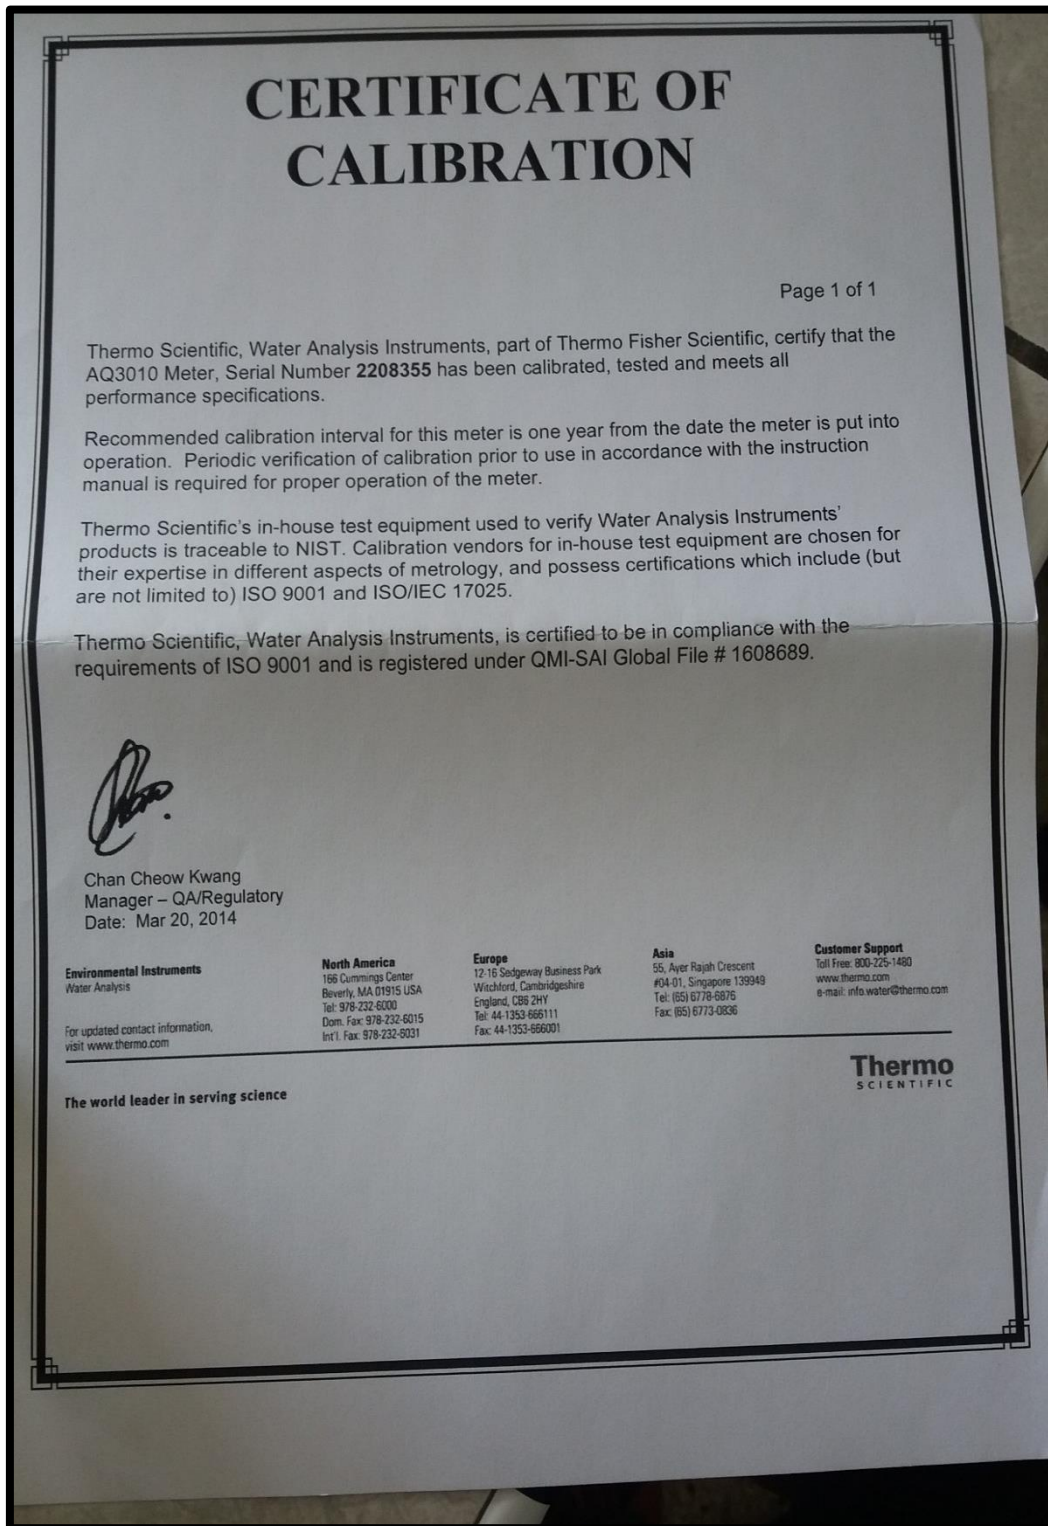 CERTIFICATE OF
CALIBRATION
Page 1 of 1
Thermo Scientific, Water Analysis Instruments, part of Thermo Fisher Scientific, certify that the
AQ3010 Meter, Serial Number 2208355 has been calibrated, tested and meets all
performance specifications.
Recommended calibration interval for this meter is one year from the date the meter is put into
operation. Periodic verification of calibration prior to use in accordance with the instruction
manual is required for proper operation of the meter.
Thermo Scientific's in-house test equipment used to verify Water Analysis Instruments'
products is traceable to NIST. Calibration vendors for in-house test equipment are chosen for
their expertise in different aspects of metrology, and possess certifications which include (but
are not limited to) ISO 9001 and ISO/IEC 17025.
Thermo Scientific, Water Analysis Instruments, is certified to be in compliance with the
requirements of ISO 9001 and is registered under QMI-SAI Global File # 1608689.
Chan Cheow Kwang
Manager – QA/Regulatory
Date: Mar 20, 2014
Environmental Instruments
Water Analysis
For updated contact information,
visit www.thermo.com
North America
166 Cummings Center
Beverly, MA 01915 USA
Tel: 978-232-6000
Dom. Fax: 978-232-6015
Int'l. Fax: 978-232-6031
Europe
12-16 Sedgeway Business Park
Witchford, Cambridgeshire
England, CB6 2HY
Tel: 44-1353-666111
Fax: 44-1353-666001
Asia
55, Ayer Rajah Crescent
#04-01, Singapore 139949
Tel: (65) 6778-6876
Fax: (65) 6773-0836
Customer Support
Toll Free: 800-225-1480
www.thermo.com
e-mail: info.water@thermo.com
Thermo
SCIENTIFIC
The world leader in serving science